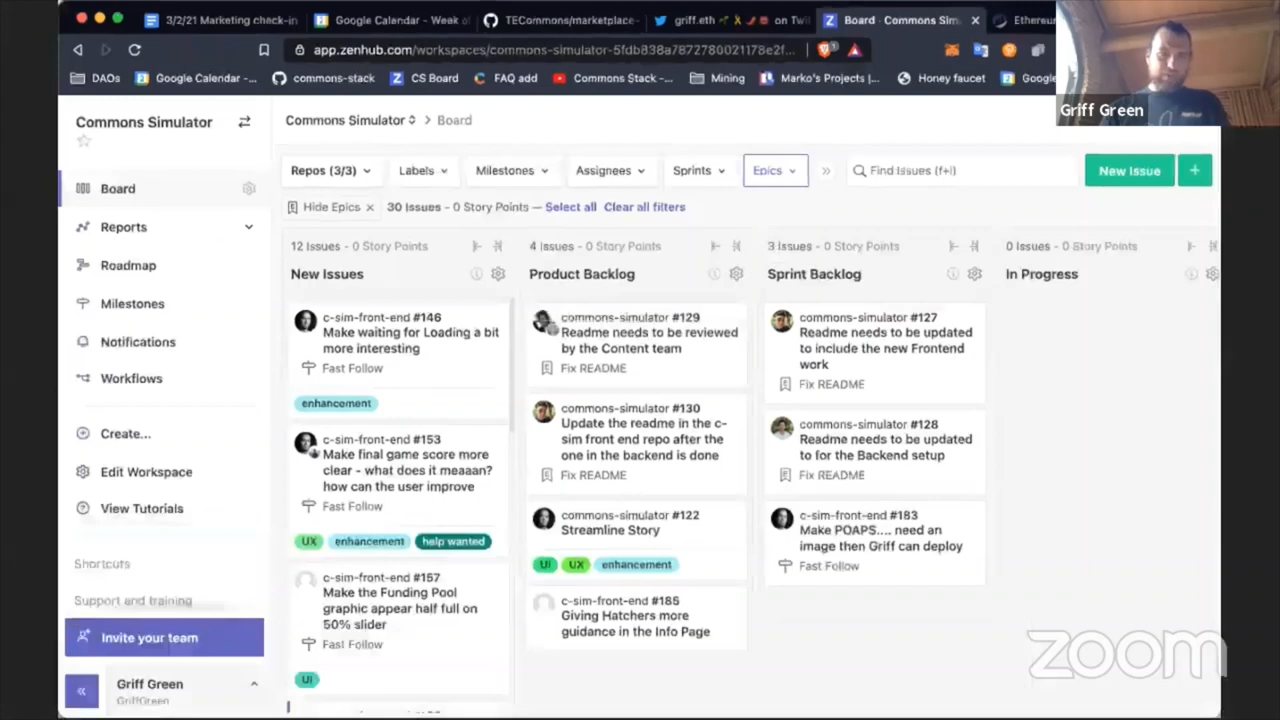 3/2/21 Marketing check-in
Google Calendar - Week o
TECommons/marketplace-
griff.eth
on Twi
Board · Commons Sim
Ethereu
app.zenhub.com/workspaces/commons-simulator-5fdb838a7872780021178e2f...
DAOs
Google Calendar -...
commons-stack
CS Board
FAQ add
Commons Stack -...
Mining
Marko's Projects |...
Honey faucet
Google
Griff Green
Commons Simulator
Board
Reports
Roadmap
Milestones
Notifications
Workflows
Create...
Edit Workspace
View Tutorials
Shortcuts
Support and training
Invite your team
Griff Green
GriffGreen
Commons Simulator > Board
Repos (3/3)
Labels
Milestones
Assignees
Sprints
Epics
Find Issues (f+i)
New Issue
Hide Epics ×
30 Issues - 0 Story Points — Select all Clear all filters
12 Issues - 0 Story Points
New Issues
c-sim-front-end #146
Make waiting for Loading a bit
more interesting
Fast Follow
enhancement
c-sim-front-end #153
Make final game score more
clear - what does it meaaan?
how can the user improve
Fast Follow
UX
enhancement
help wanted
c-sim-front-end #157
Make the Funding Pool
graphic appear half full on
50% slider
Fast Follow
UI
4 Issues - 0 Story Points
Product Backlog
commons-simulator #129
Readme needs to be reviewed
by the Content team
Fix README
commons-simulator #130
Update the readme in the c-
sim front end repo after the
one in the backend is done
Fix README
commons-simulator #122
Streamline Story
UI
UX
enhancement
c-sim-front-end #185
Giving Hatchers more
guidance in the Info Page
3 Issues - 0 Story Points
Sprint Backlog
commons-simulator #127
Readme needs to be updated
to include the new Frontend
work
Fix README
commons-simulator #128
Readme needs to be updated
to for the Backend setup
Fix README
c-sim-front-end #183
Make POAPS.... need an
image then Griff can deploy
Fast Follow
0 Issues - 0 Story Points
In Progress
zoom